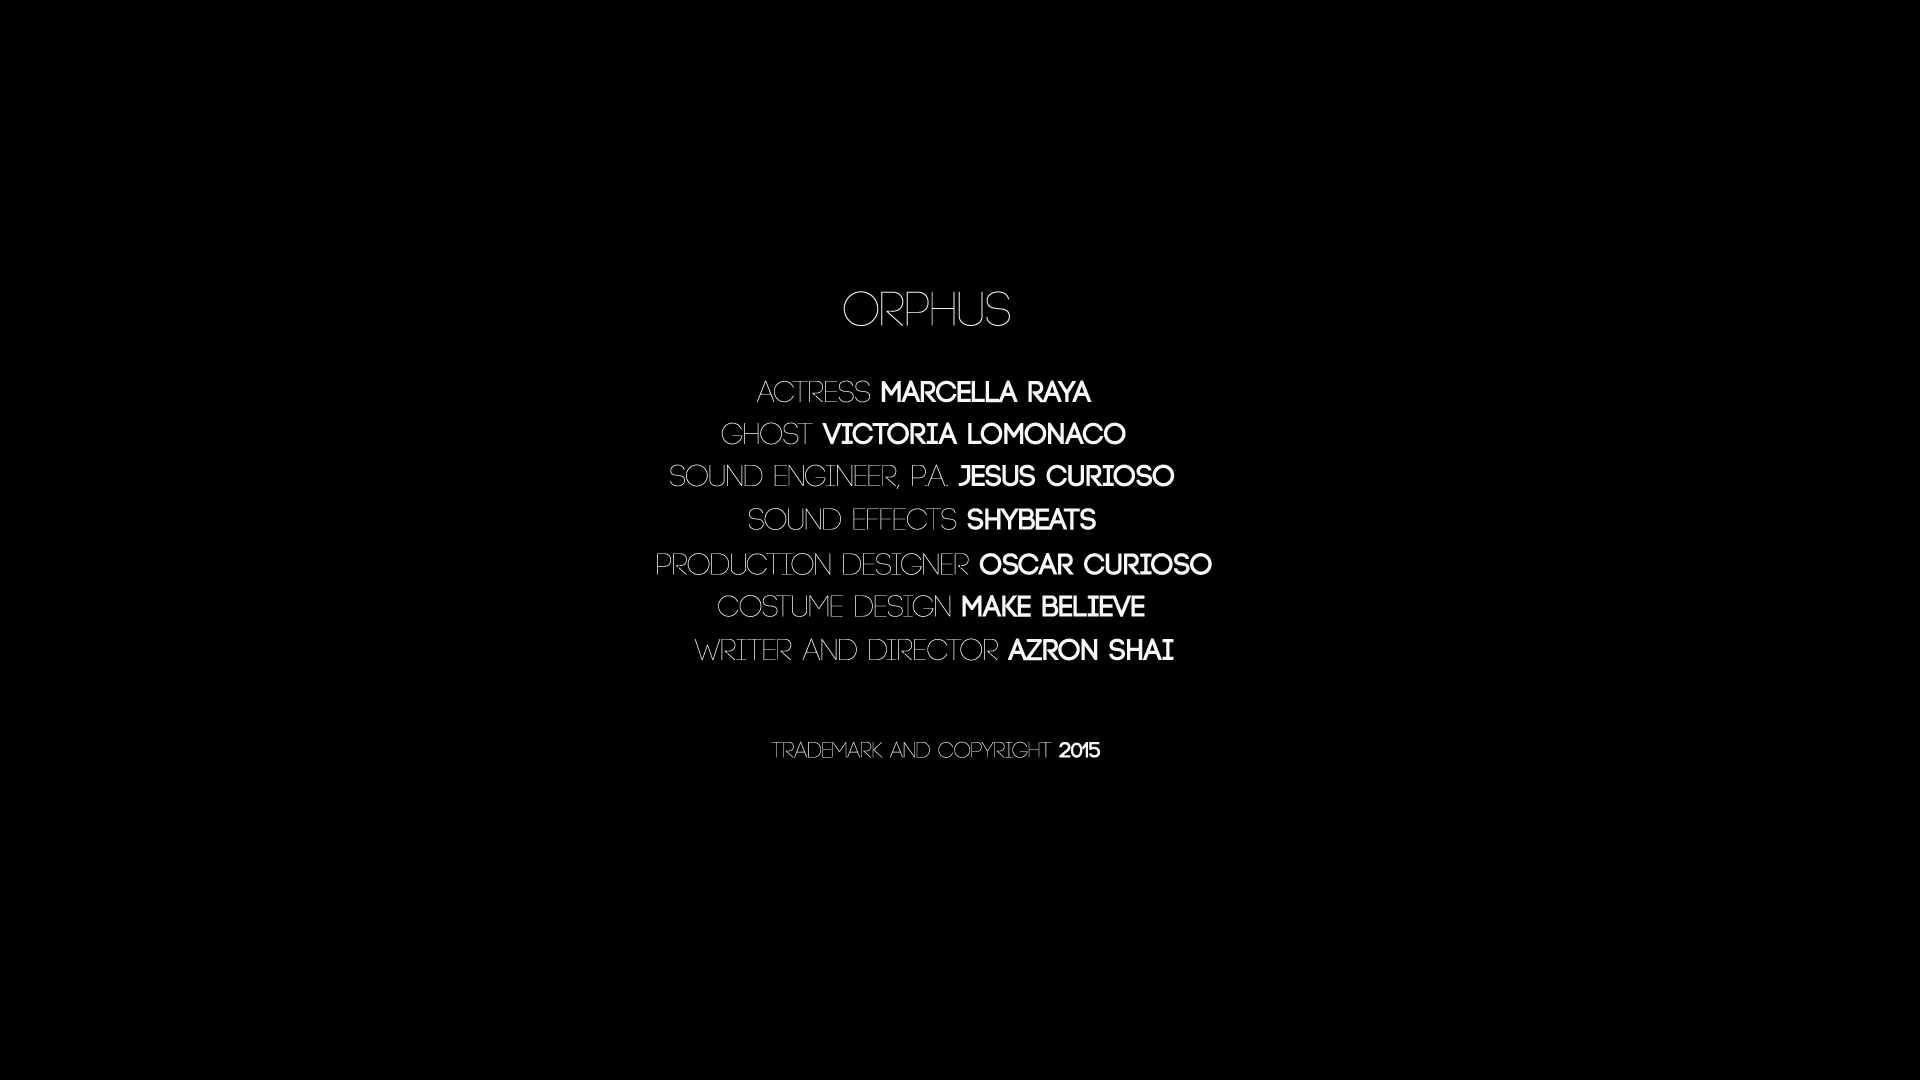 ORPHUS
ACTRESS MARCELLA RAYA
GHOST VICTORIA LOMONACO
SOUND ENGINEER, P.A. JESUS CURIOSO
SOUND EFFECTS SHYBEATS
PRODUCTION DESIGNER OSCAR CURIOSO
COSTUME DESIGN MAKE BELIEVE
WRITER AND DIRECTOR AZRON SHAI
TRADEMARK AND COPYRIGHT 2015